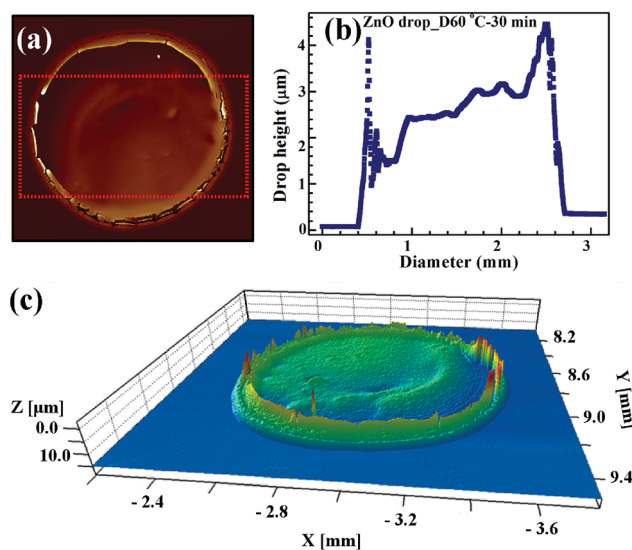 (a)
(b)
ZnO drop_D60 °C-30 min
4
3
2
1
0
Drop height (µm)
0
1
2
3
Diameter (mm)
(c)
Z [µm]
0.0
10.0
- 2.4
- 2.8
- 3.2
- 3.6
X [mm]
8.2
8.6
9.0
9.4
Y [mm]